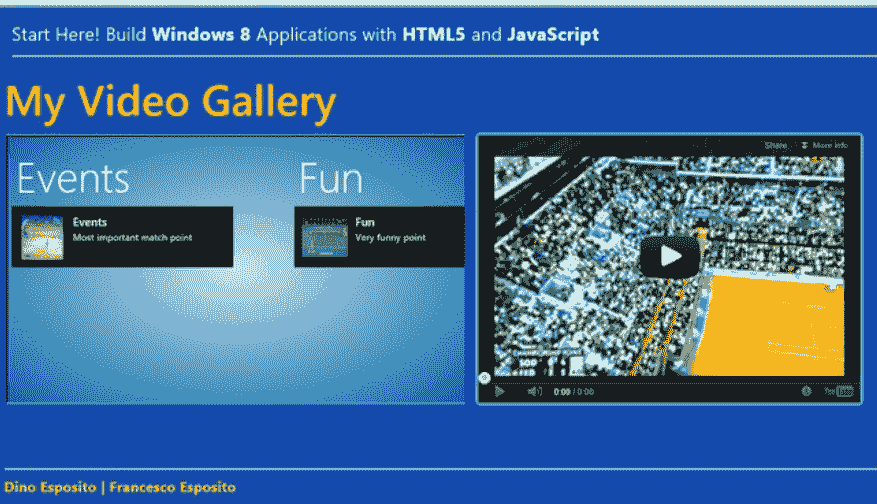 Start Here! Build Windows 8 Applications with HTML5 and JavaScript
My Video Gallery
Events
Fun
Events
Most important match point
Fun
Very funny point
Share
More info
0:00 / 0:00
YouTube
Dino Esposito | Francesco Esposito